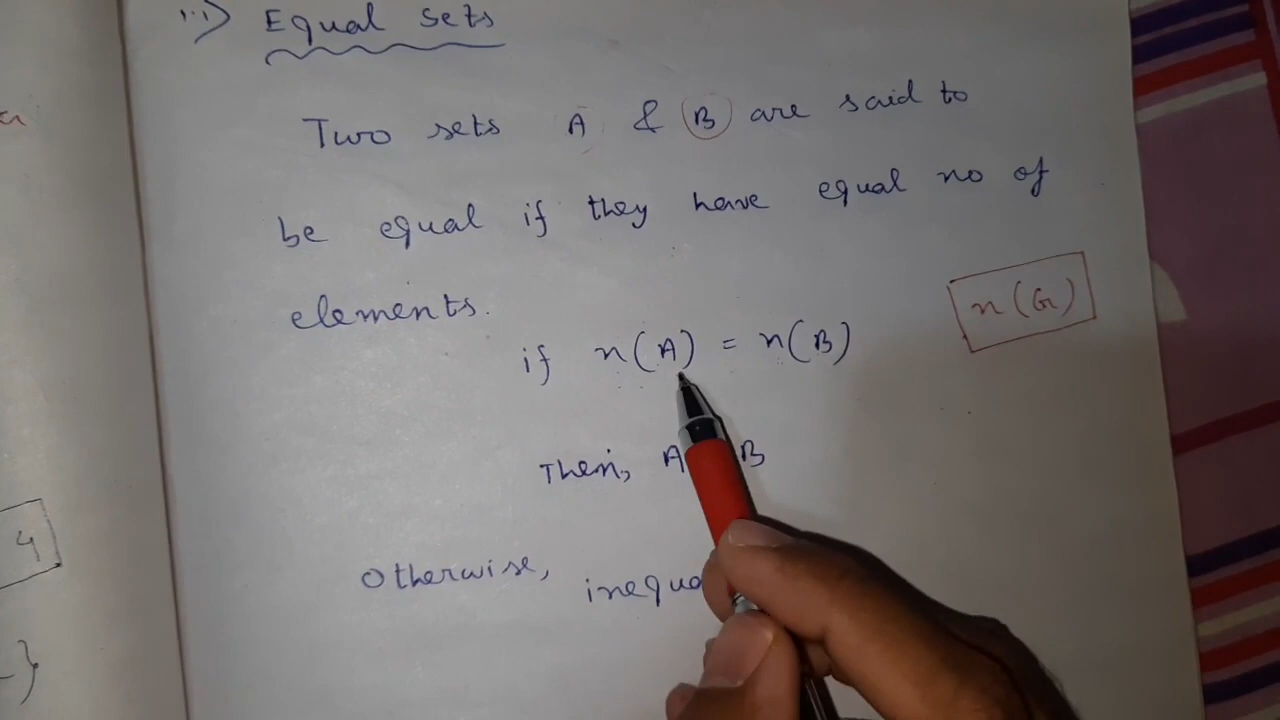 Equal sets
Two sets A & B are said to
be equal if they have equal no of
elements.
n(G)
if n(A) = n(B)
Then, A B
Otherwise,
4
}